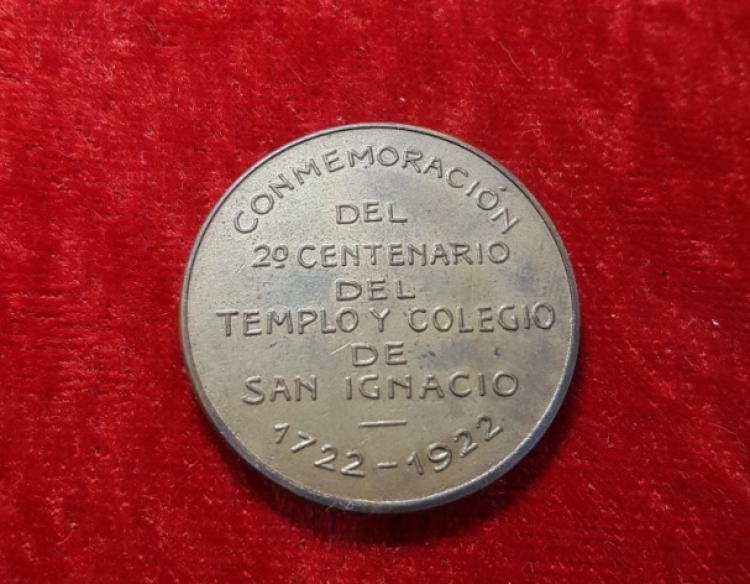 CONMEMORACIÓN
DEL
2º CENTENARIO
DEL
TEMPLO Y COLEGIO
DE
SAN IGNACIO
1722-1922